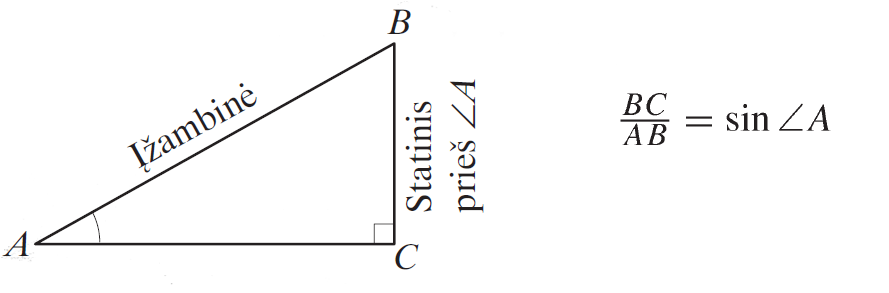 B
Įžambinė
Statinis
prieš ∠A
A
C
BC/AB = sin ∠A